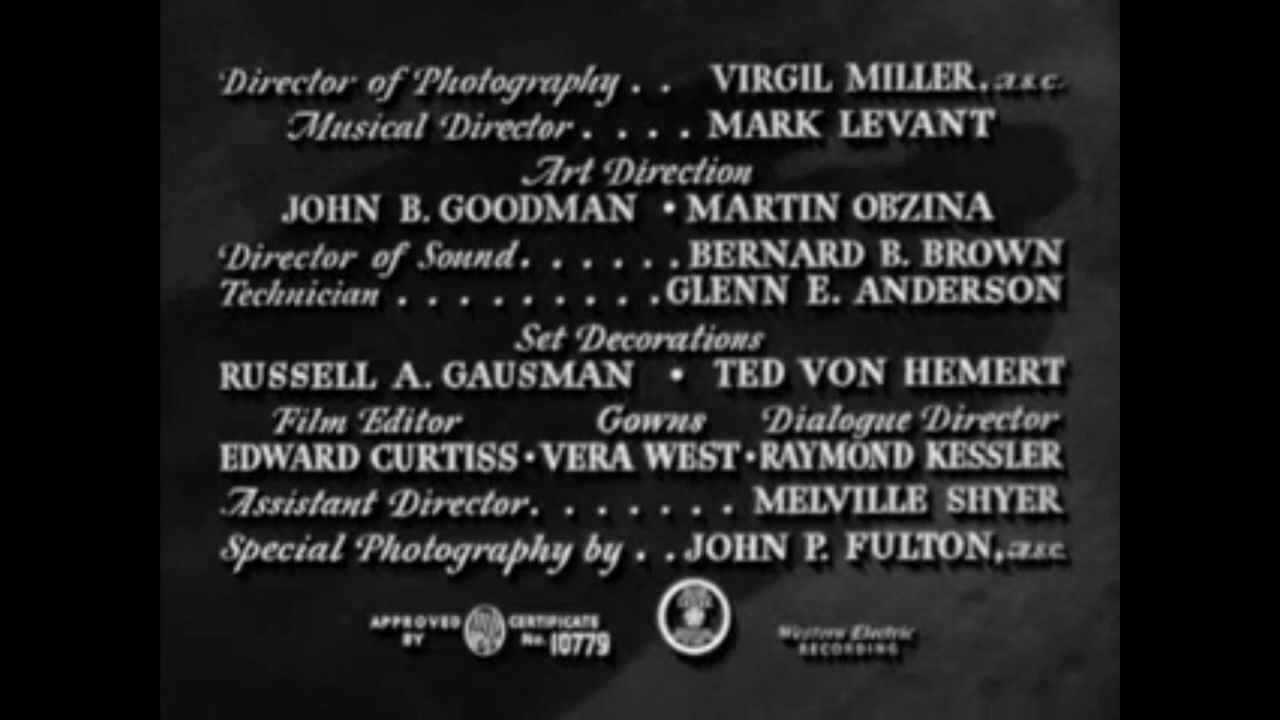 Director of Photography . . VIRGIL MILLER, a.s.c.
Musical Director . . . . MARK LEVANT
Art Direction
JOHN B. GOODMAN • MARTIN OBZINA
Director of Sound . . . . . . BERNARD B. BROWN
Technician . . . . . . . . . GLENN E. ANDERSON
Set Decorations
RUSSELL A. GAUSMAN • TED VON HEMERT
Film Editor Gowns Dialogue Director
EDWARD CURTISS • VERA WEST • RAYMOND KESSLER
Assistant Director . . . . . . . MELVILLE SHYER
Special Photography by . . JOHN P. FULTON, a.s.c.
APPROVED BY CERTIFICATE No. 10779
Western Electric
RECORDING